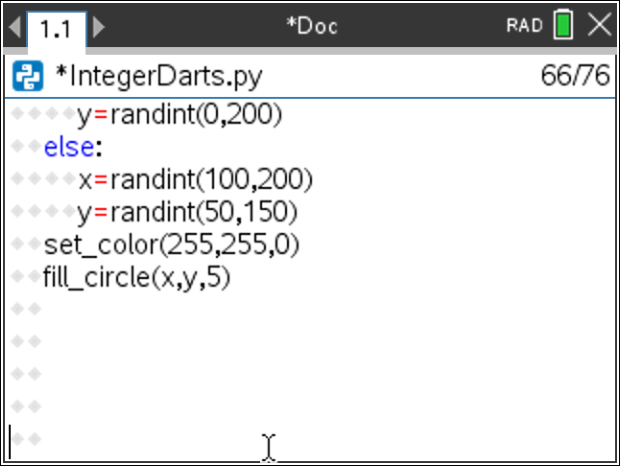 1.1 *Doc RAD
*IntegerDarts.py 66/76
y=randint(0,200)
else:
x=randint(100,200)
y=randint(50,150)
set_color(255,255,0)
fill_circle(x,y,5)